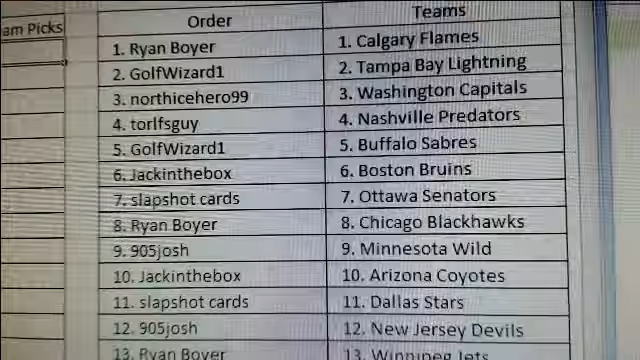 am Picks
Order Teams
1. Ryan Boyer 1. Calgary Flames
2. GolfWizard1 2. Tampa Bay Lightning
3. northicehero99 3. Washington Capitals
4. torlfsguy 4. Nashville Predators
5. GolfWizard1 5. Buffalo Sabres
6. Jackinthebox 6. Boston Bruins
7. slapshot cards 7. Ottawa Senators
8. Ryan Boyer 8. Chicago Blackhawks
9. 905josh 9. Minnesota Wild
10. Jackinthebox 10. Arizona Coyotes
11. slapshot cards 11. Dallas Stars
12. 905josh 12. New Jersey Devils
13. Ryan Boyer 13. Winnipeg Jets